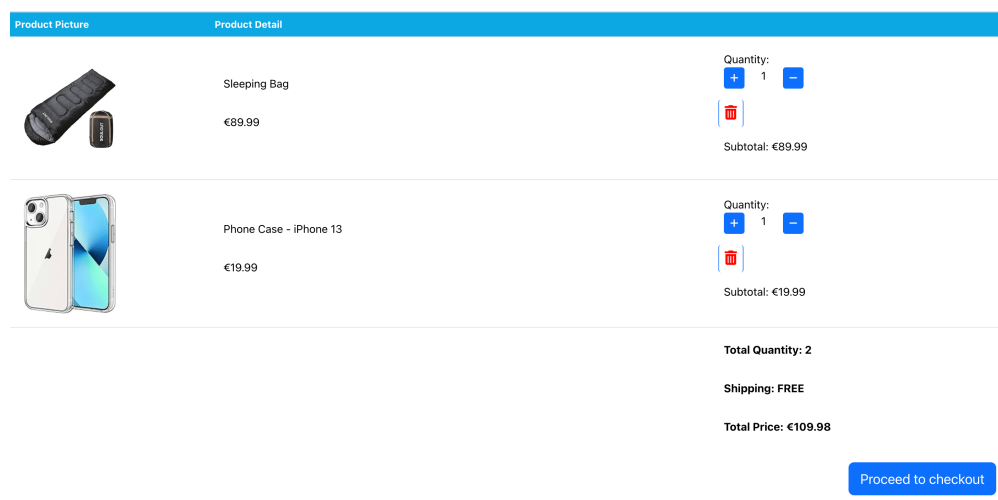 Product Picture Product Detail
Sleeping Bag
€89.99
Quantity:
+ 1 −
Subtotal: €89.99
SOULOUT
Phone Case - iPhone 13
€19.99
Quantity:
+ 1 −
Subtotal: €19.99
Total Quantity: 2
Shipping: FREE
Total Price: €109.98
Proceed to checkout